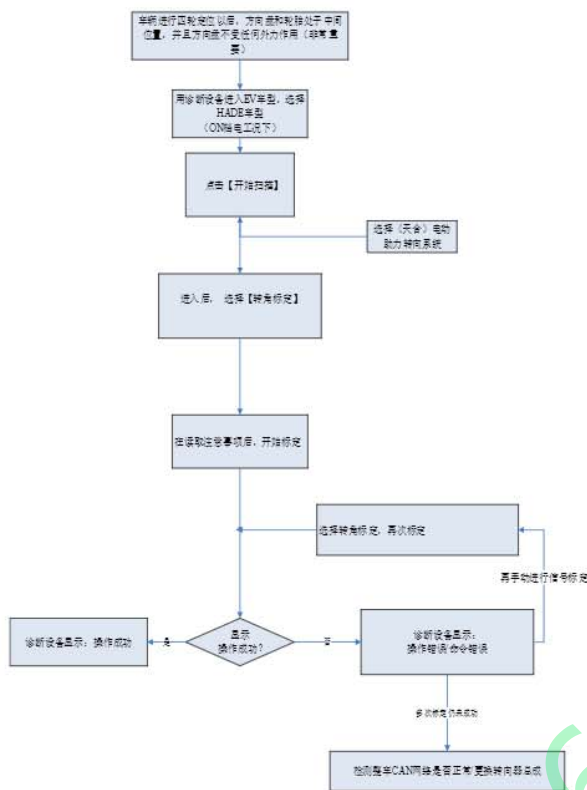 车辆进行四轮定位以后，方向盘和轮胎处于中间
位置，并且方向盘不受任何外力作用（非常重
要）
用诊断设备进入EV车型，选择
HADE车型
（ON档电工况下）
点击【开始扫描】
选择（天合）电动
助力转向系统
进入后， 选择【转角标定】
在读取注意事项后，开始标定
选择转角标定，再次标定
再手动进行信号标定
诊断设备显示：操作成功
是
显示
操作成功？
否
诊断设备显示：
操作错误/命令错误
多次标定仍未成功
检测整车CAN网络是否正常/更换转向器总成